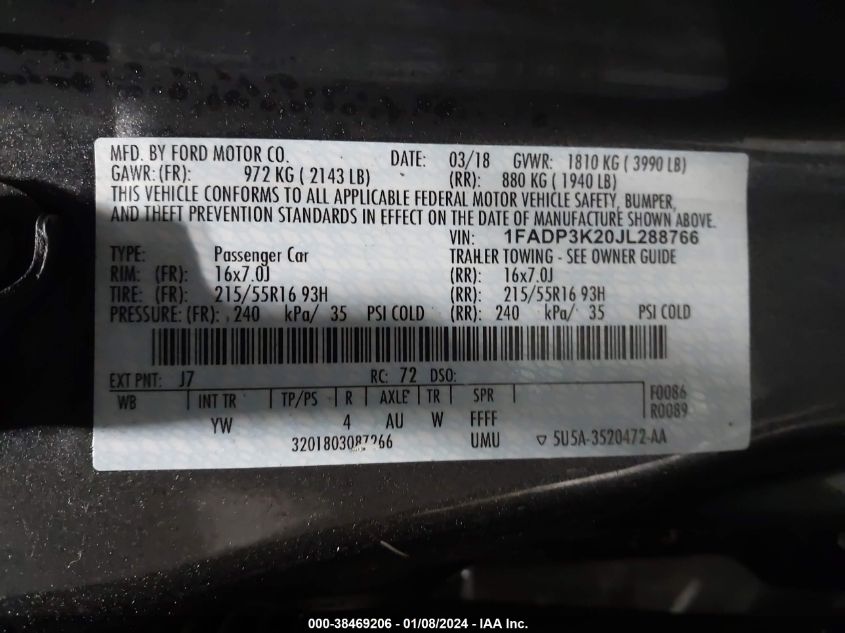 MFD. BY FORD MOTOR CO. DATE: 03/18 GVWR: 1810 KG ( 3990 LB)
GAWR: (FR): 972 KG ( 2143 LB) (RR): 880 KG ( 1940 LB)
THIS VEHICLE CONFORMS TO ALL APPLICABLE FEDERAL MOTOR VEHICLE SAFETY, BUMPER,
AND THEFT PREVENTION STANDARDS IN EFFECT ON THE DATE OF MANUFACTURE SHOWN ABOVE.
VIN: 1FADP3K20JL288766
TYPE: Passenger Car TRAILER TOWING - SEE OWNER GUIDE
RIM: (FR): 16x7.0J (RR): 16x7.0J
TIRE: (FR): 215/55R16 93H (RR): 215/55R16 93H
PRESSURE: (FR): 240 kPa/ 35 PSI COLD (RR): 240 kPa/ 35 PSI COLD
EXT PNT: J7 RC: 72 DSO:
WB INT TR TP/PS R AXLE TR SPR F0086
R0089
YW 4 AU W FFFF
UMU 5U5A-3520472-AA
000-38469206 - 01/08/2024 - IAA Inc.